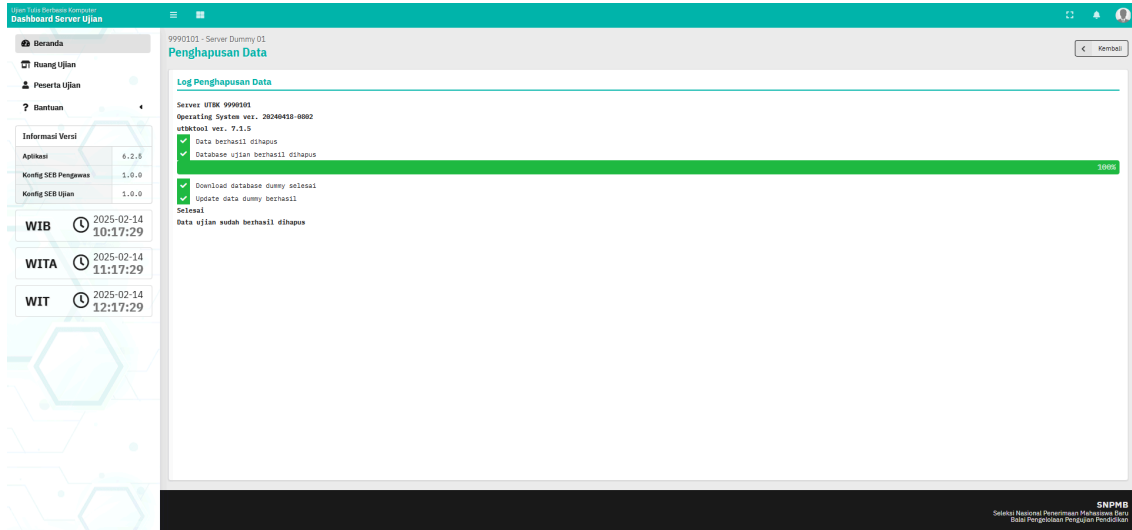 Ujian Tulis Berbasis Komputer
Dashboard Server Ujian
Beranda
Ruang Ujian
Peserta Ujian
Bantuan
Informasi Versi
Aplikasi 6.2.5
Konfig SEB Pengawas 1.0.0
Konfig SEB Ujian 1.0.0
WIB 2025-02-14 10:17:29
WITA 2025-02-14 11:17:29
WIT 2025-02-14 12:17:29
9990101 - Server Dummy 01
Penghapusan Data
Kembali
Log Penghapusan Data
Server UTBK 9990101
Operating System ver. 20240418-0802
utbktool ver. 7.1.5
Data berhasil dihapus
Database ujian berhasil dihapus
100%
Download database dummy selesai
Update data dummy berhasil
Selesai
Data ujian sudah berhasil dihapus
SNPMB
Seleksi Nasional Penerimaan Mahasiswa Baru
Balai Pengelolaan Pengujian Pendidikan